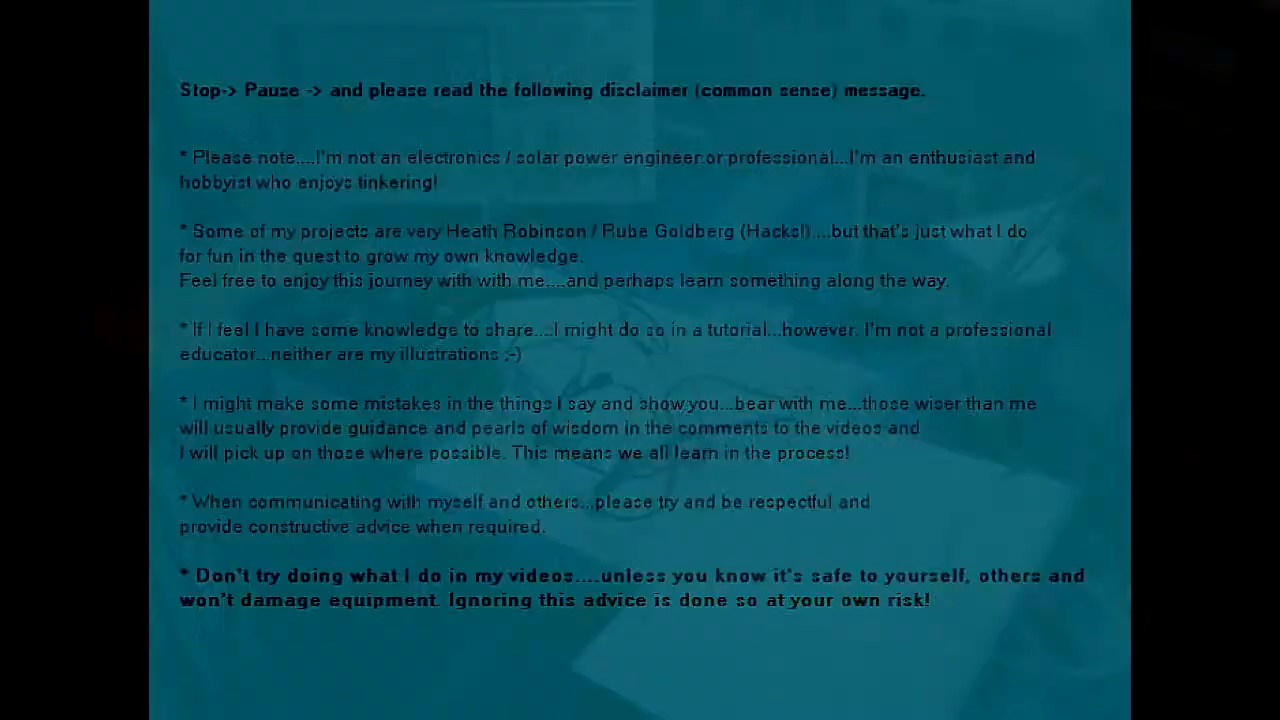 Stop-> Pause -> and please read the following disclaimer (common sense) message.
* Please note....I'm not an electronics / solar power engineer or professional...I'm an enthusiast and
hobbyist who enjoys tinkering!
* Some of my projects are very Heath Robinson / Rube Goldberg (Hacks!)....but that's just what I do
for fun in the quest to grow my own knowledge.
Feel free to enjoy this journey with with me....and perhaps learn something along the way.
* If I feel I have some knowledge to share....I might do so in a tutorial...however. I'm not a professional
educator...neither are my illustrations ;-)
* I might make some mistakes in the things I say and show you...bear with me...those wiser than me
will usually provide guidance and pearls of wisdom in the comments to the videos and
I will pick up on those where possible. This means we all learn in the process!
* When communicating with myself and others...please try and be respectful and
provide constructive advice when required.
* Don't try doing what I do in my videos....unless you know it's safe to yourself, others and
won't damage equipment. Ignoring this advice is done so at your own risk!